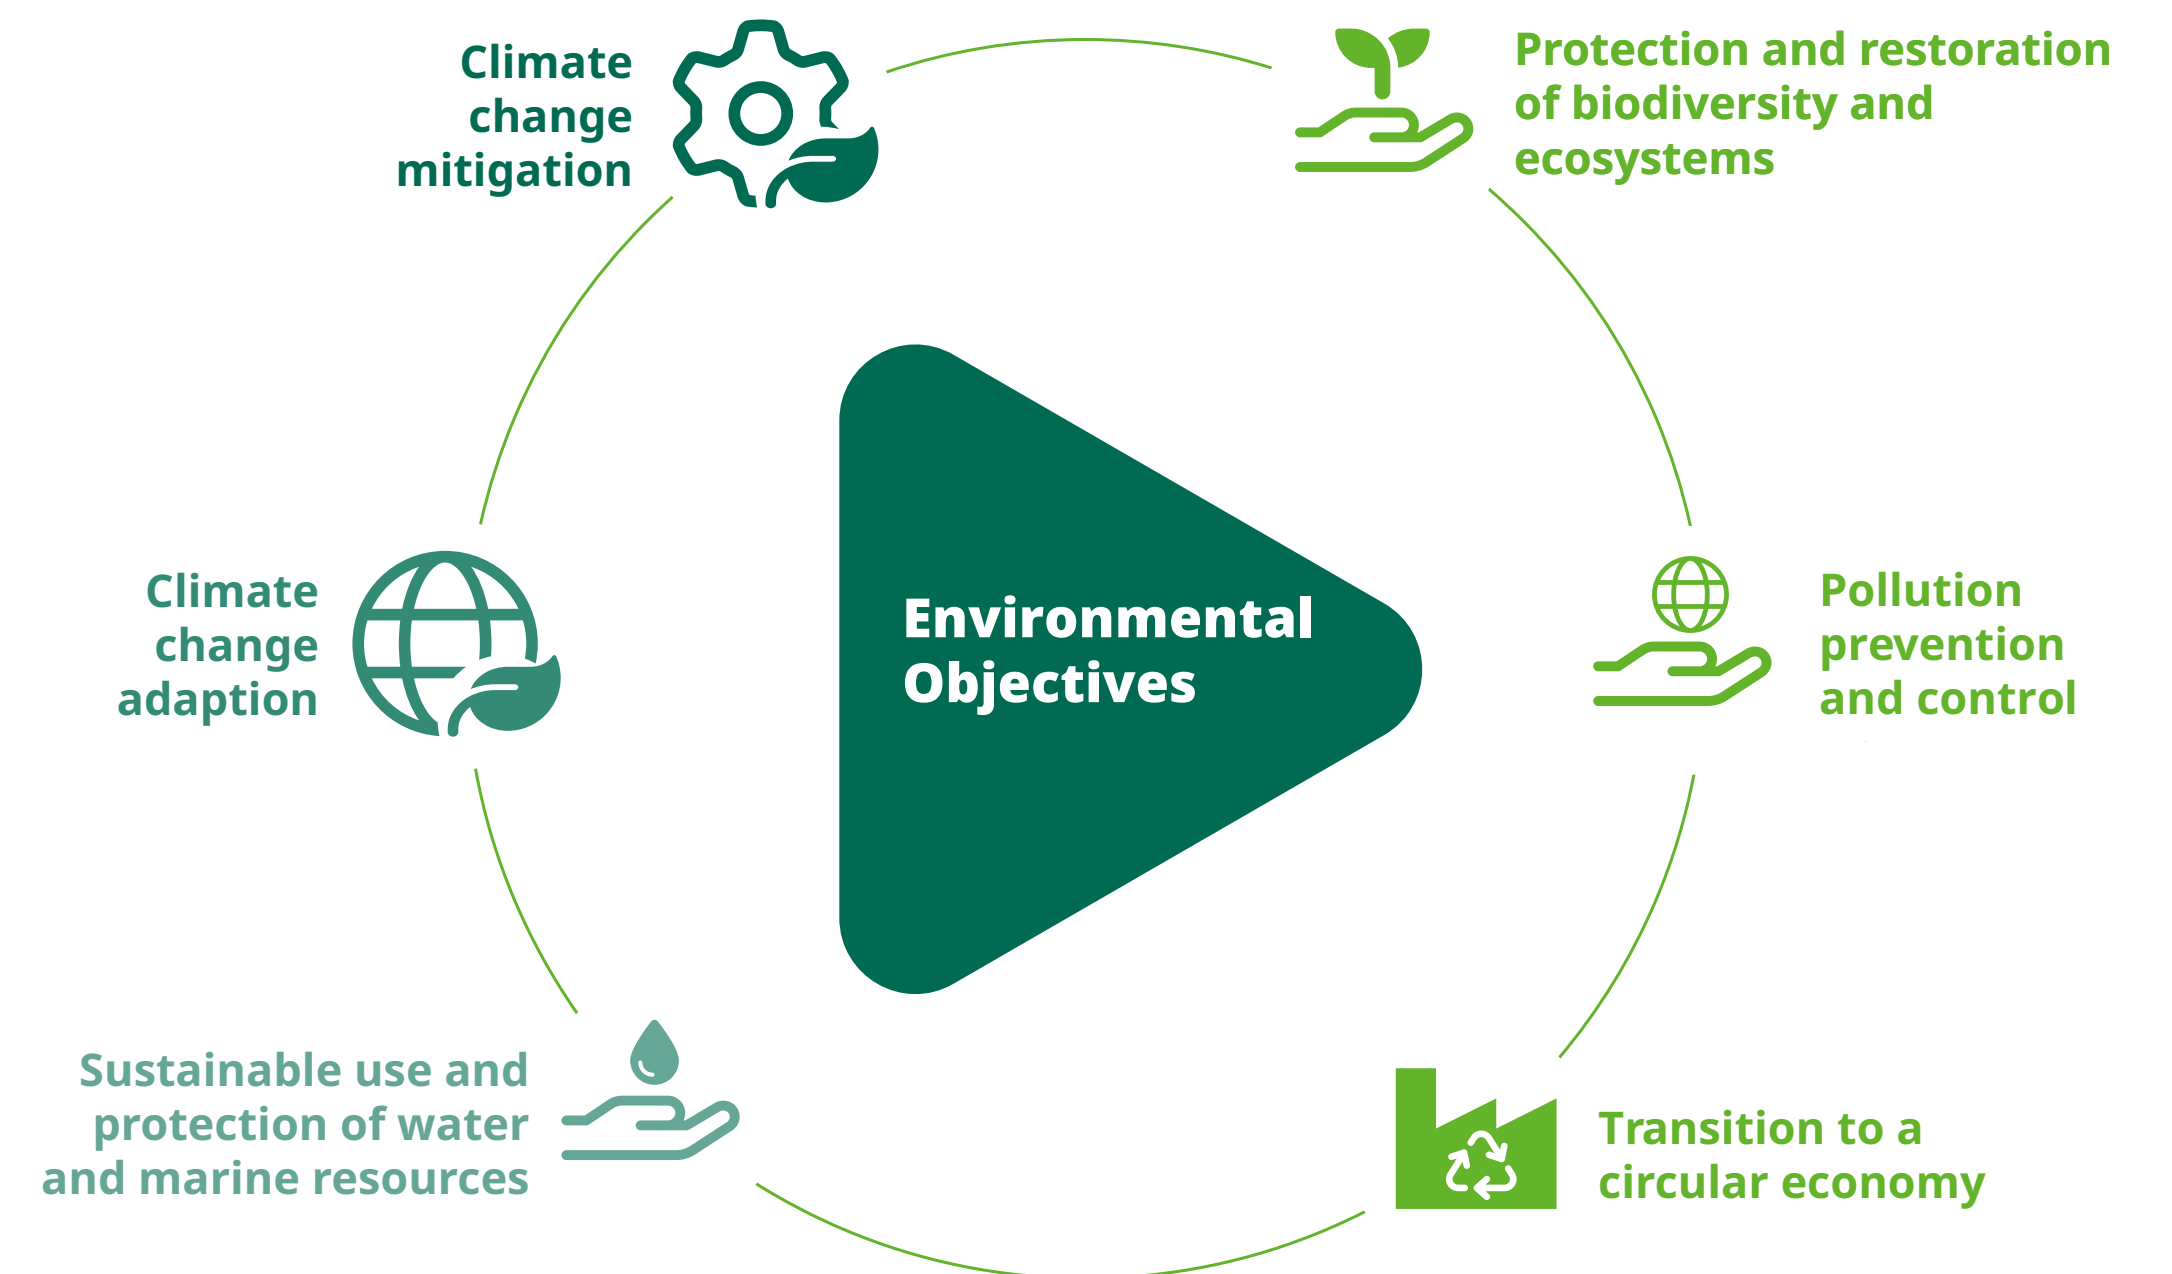 Climate
change
mitigation
Protection and restoration
of biodiversity and
ecosystems
Climate
change
adaption
Environmental
Objectives
Pollution
prevention
and control
Sustainable use and
protection of water
and marine resources
Transition to a
circular economy